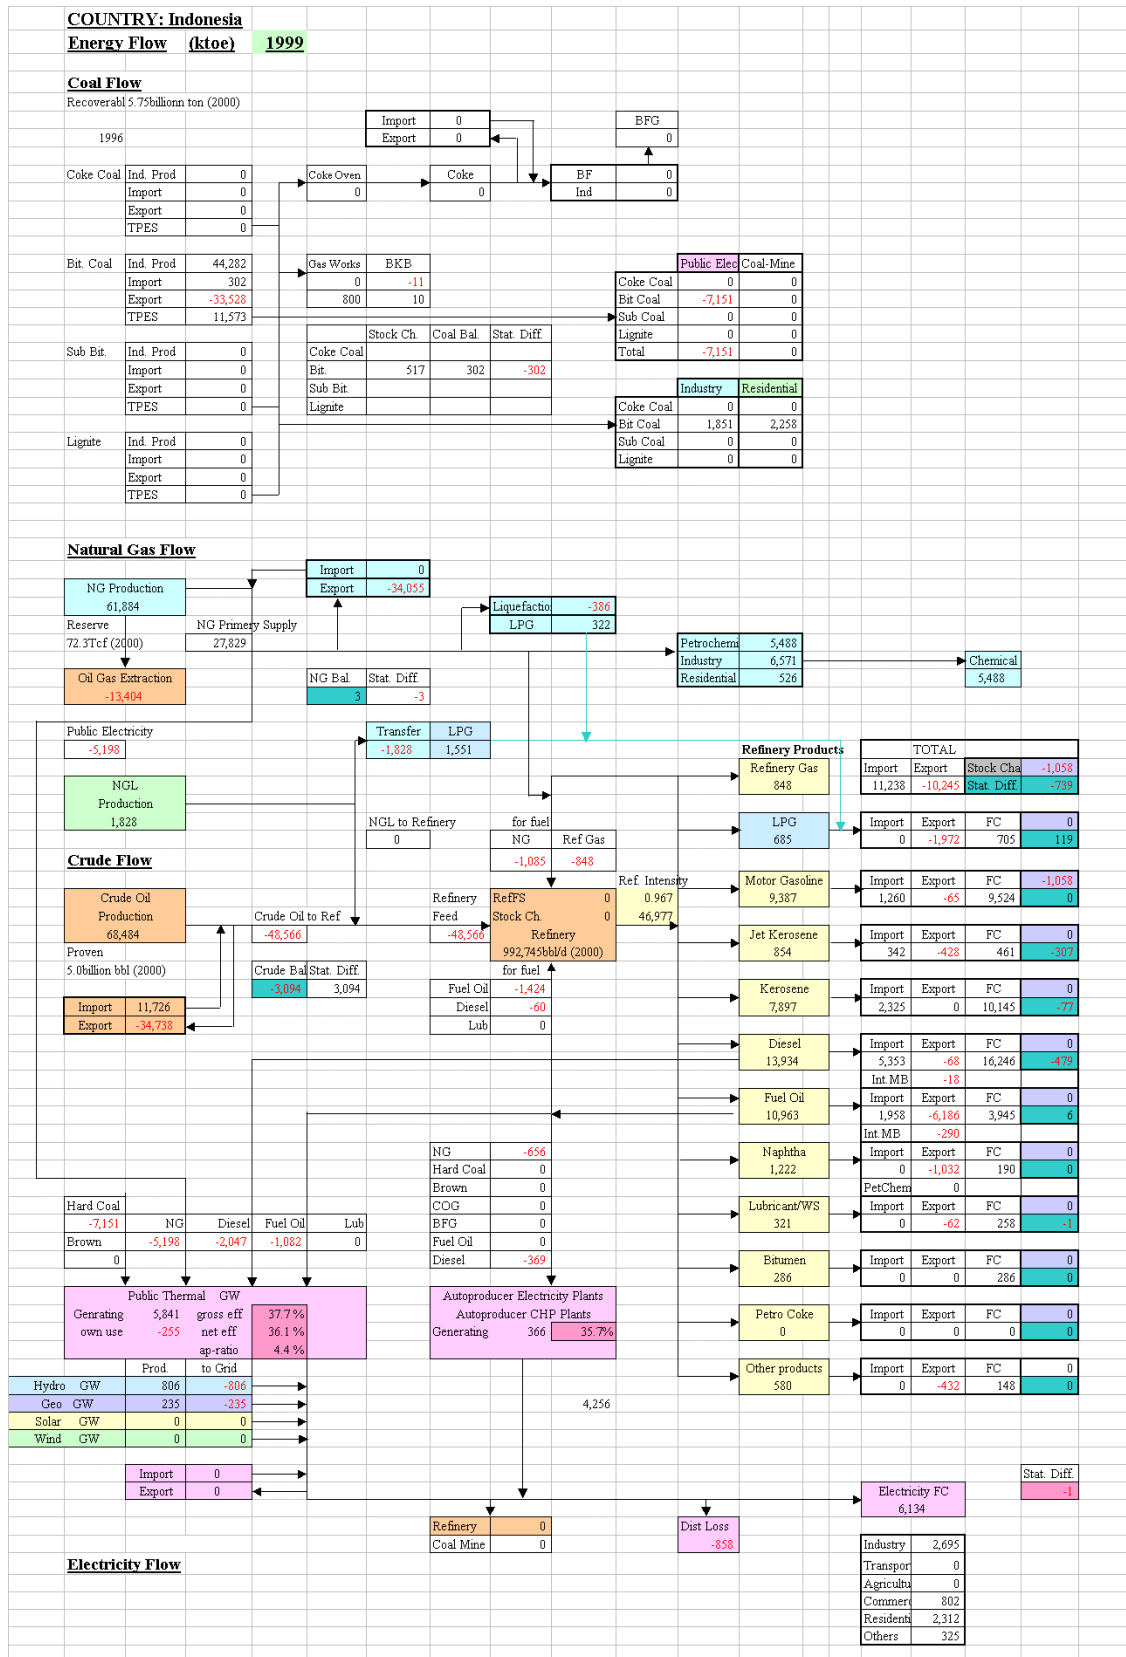 COUNTRY: Indonesia
Energy Flow (ktoe) 1999
Coal Flow
Recoverabl 5.75billionn ton (2000)
Import 0 BFG
1996 Export 0 0
Coke Coal Ind. Prod 0 Coke Oven Coke BF 0
Import 0 0 0 Ind 0
Export 0
TPES 0
Bit. Coal Ind. Prod 44,282 Gas Works BKB Public Elec Coal-Mine
Import 302 0 -11 Coke Coal 0 0
Export -33,528 800 10 Bit Coal -7,151 0
TPES 11,573 Sub Coal 0 0
Stock Ch. Coal Bal. Stat. Diff. Lignite 0 0
Sub Bit. Ind. Prod 0 Coke Coal Total -7,151 0
Import 0 Bit. 517 302 -302
Export 0 Sub Bit. Industry Residential
TPES 0 Lignite Coke Coal 0 0
Bit Coal 1,851 2,258
Lignite Ind. Prod 0 Sub Coal 0 0
Import 0 Lignite 0 0
Export 0
TPES 0
Natural Gas Flow
Import 0
NG Production Export -34,055
61,884 Liquefactio -386
Reserve NG Primery Supply LPG 322
72.3Tcf (2000) 27,829 Petrochemi 5,488
Industry 6,571 Chemical
Oil Gas Extraction NG Bal. Stat. Diff. Residential 526 5,488
-13,404 3 -3
Public Electricity Transfer LPG
-5,198 -1,828 1,551 Refinery Products TOTAL
Refinery Gas Import Export Stock Cha -1,058
NGL 848 11,238 -10,245 Stat. Diff. -739
Production
1,828 NGL to Refinery for fuel LPG Import Export FC 0
0 NG Ref Gas 685 0 -1,972 705 119
Crude Flow -1,085 -848
Ref. Intensity Motor Gasoline Import Export FC -1,058
Crude Oil Refinery RefFS 0 0.967 9,387 1,260 -65 9,524 0
Production Crude Oil to Ref Feed Stock Ch. 0 46,977
68,484 -48,566 -48,566 Refinery Jet Kerosene Import Export FC 0
Proven 992,745bbl/d (2000) 854 342 -428 461 -307
5.0billion bbl (2000) Crude Bal Stat. Diff. for fuel
-3,094 3,094 Fuel Oil -1,424 Kerosene Import Export FC 0
Import 11,726 Diesel -60 7,897 2,325 0 10,145 -77
Export -34,738 Lub 0
Diesel Import Export FC 0
13,934 5,353 -68 16,246 -479
Int.MB -18
Fuel Oil Import Export FC 0
10,963 1,958 -6,186 3,945 6
Int.MB -290
NG -656 Naphtha Import Export FC 0
Hard Coal 0 1,222 0 -1,032 190 0
Brown 0 PetChem 0
Hard Coal COG 0 Lubricant/WS Import Export FC 0
-7,151 NG Diesel Fuel Oil Lub BFG 0 321 0 -62 258 -1
Brown -5,198 -2,047 -1,082 0 Fuel Oil 0
0 Diesel -369 Bitumen Import Export FC 0
286 0 0 286 0
Public Thermal GW Autoproducer Electricity Plants
Genrating 5,841 gross eff 37.7 % Autoproducer CHP Plants Petro Coke Import Export FC 0
own use -255 net eff 36.1 % Generating 366 35.7% 0 0 0 0 0
ap-ratio 4.4 %
Prod. to Grid Other products Import Export FC 0
Hydro GW 806 -806 580 0 -432 148 0
Geo GW 235 -235 4,256
Solar GW 0 0
Wind GW 0 0
Import 0 Stat. Diff.
Export 0 Electricity FC -1
6,134
Refinery 0 Dist Loss
Coal Mine 0 -858 Industry 2,695
Electricity Flow Transpor 0
Agricultu 0
Commerc 802
Residenti 2,312
Others 325